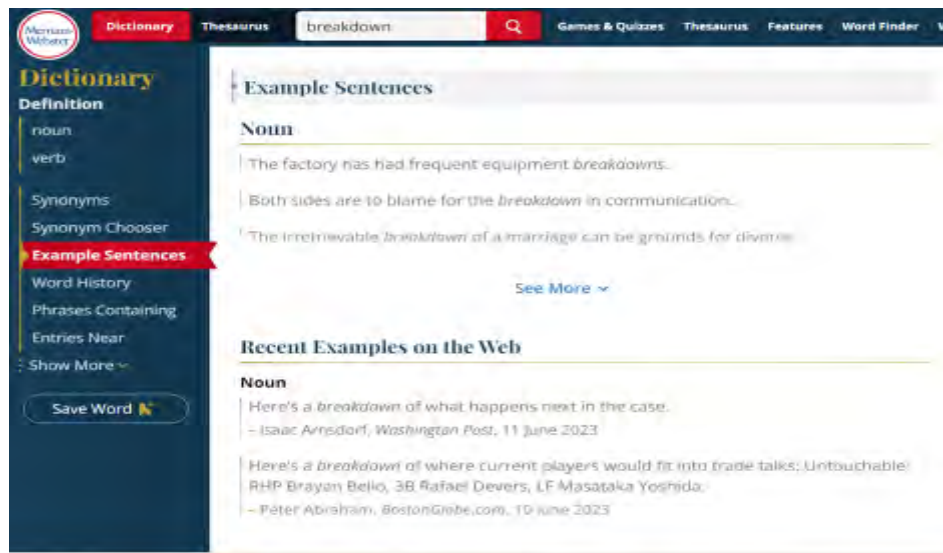 Merriam-
Webster
Dictionary
Thesaurus
breakdown
Games & Quizzes
Thesaurus
Features
Word Finder
Dictionary
Definition
noun
verb
Synonyms
Synonym Chooser
Example Sentences
Word History
Phrases Containing
Entries Near
Show More
Save Word
Example Sentences
Noun
The factory has had frequent equipment breakdowns.
Both sides are to blame for the breakdown in communication.
The irretrievable breakdown of a marriage can be grounds for divorce.
See More
Recent Examples on the Web
Noun
Here's a breakdown of what happens next in the case.
– Isaac Arnsdorf, Washington Post, 11 June 2023
Here's a breakdown of where current players would fit into trade talks: Untouchable:
RHP Brayan Bello, 3B Rafael Devers, LF Masataka Yoshida.
– Peter Abraham, BostonGlobe.com, 10 June 2023